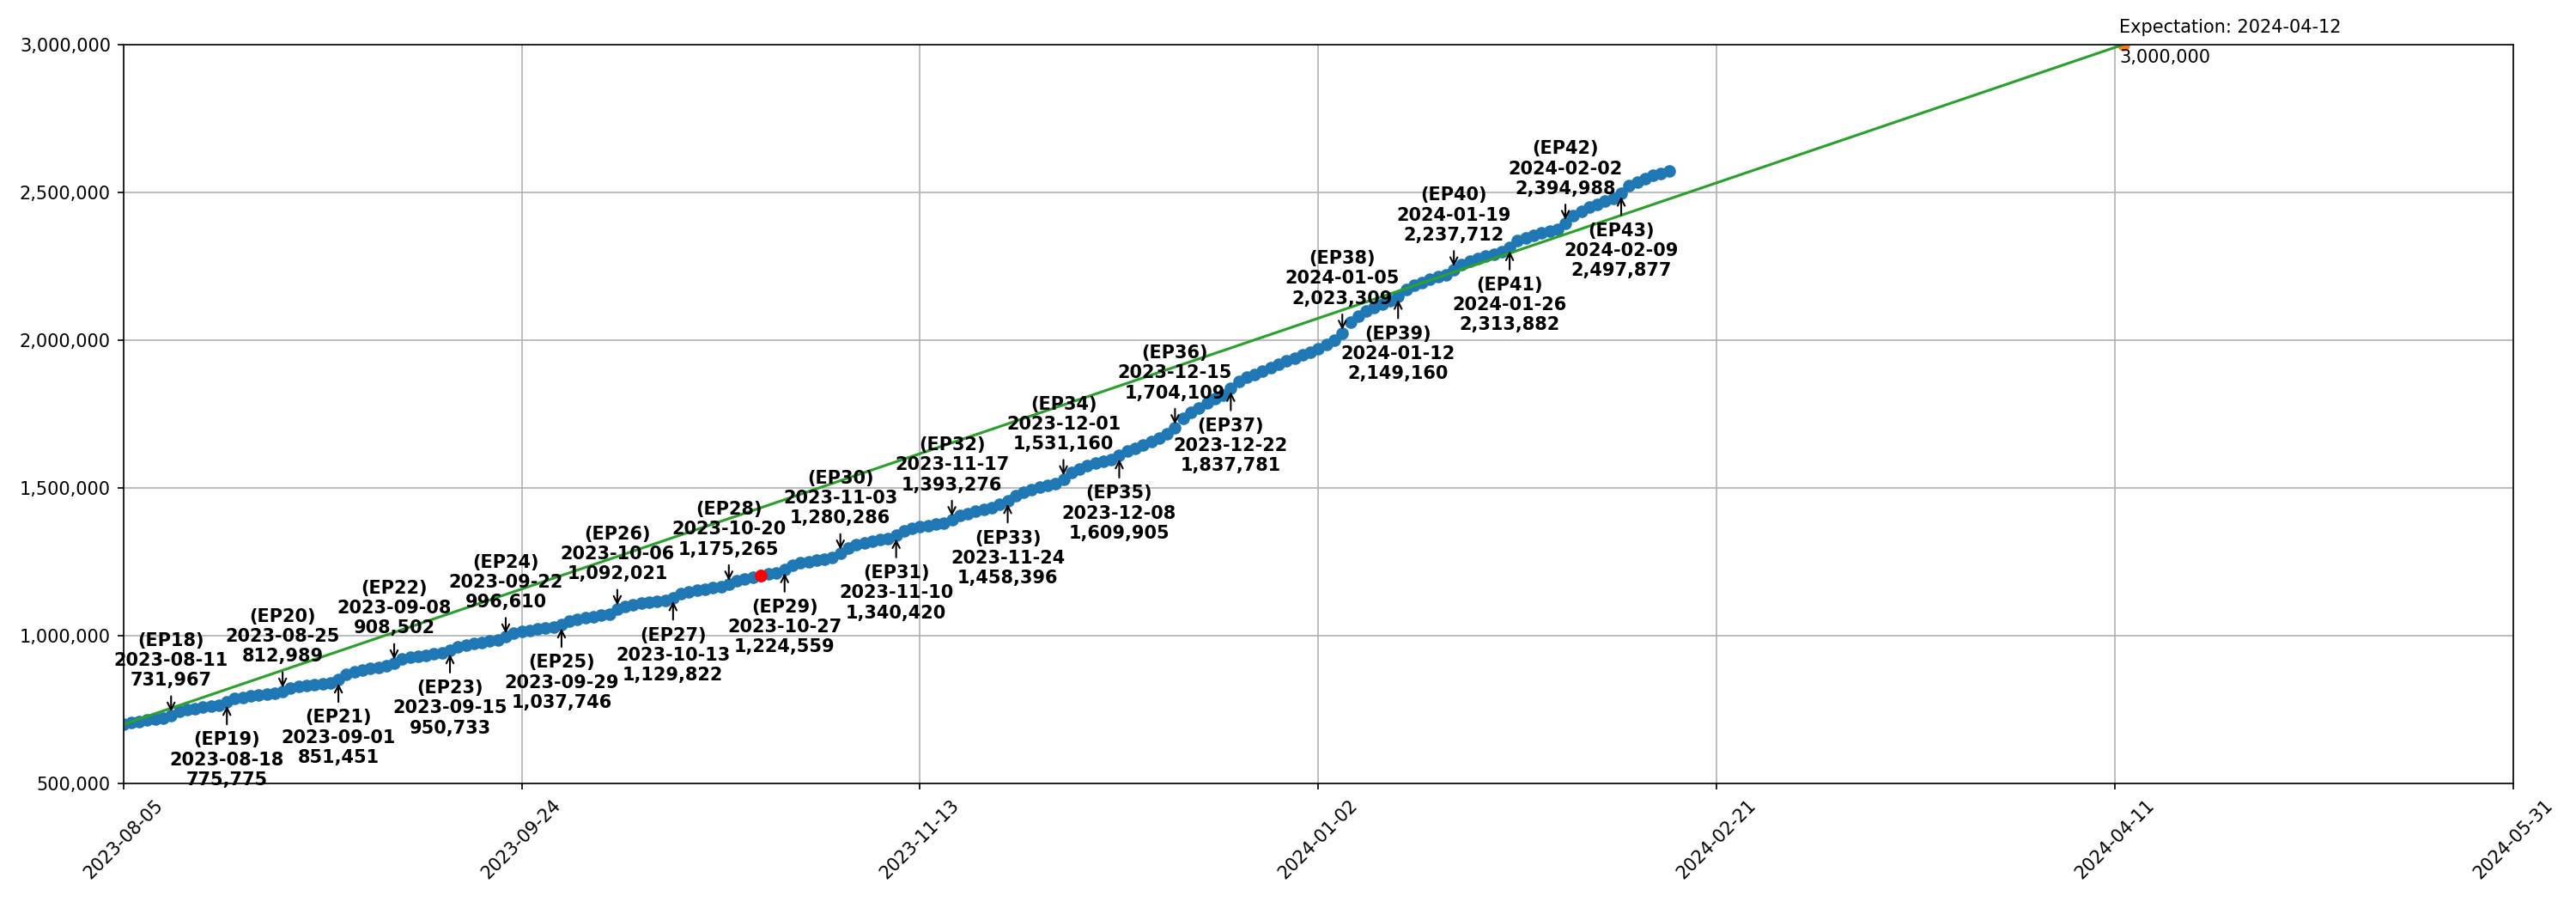 Expectation: 2024-04-12
3,000,000
3,000,000
2,500,000
2,000,000
1,500,000
1,000,000
500,000
(EP18)
2023-08-11
731,967
(EP19)
2023-08-18
775,775
(EP20)
2023-08-25
812,989
(EP21)
2023-09-01
851,451
(EP22)
2023-09-08
908,502
(EP23)
2023-09-15
950,733
(EP24)
2023-09-22
996,610
(EP25)
2023-09-29
1,037,746
(EP26)
2023-10-06
1,092,021
(EP27)
2023-10-13
1,129,822
(EP28)
2023-10-20
1,175,265
(EP29)
2023-10-27
1,224,559
(EP30)
2023-11-03
1,280,286
(EP31)
2023-11-10
1,340,420
(EP32)
2023-11-17
1,393,276
(EP33)
2023-11-24
1,458,396
(EP34)
2023-12-01
1,531,160
(EP35)
2023-12-08
1,609,905
(EP36)
2023-12-15
1,704,109
(EP37)
2023-12-22
1,837,781
(EP38)
2024-01-05
2,023,309
(EP39)
2024-01-12
2,149,160
(EP40)
2024-01-19
2,237,712
(EP41)
2024-01-26
2,313,882
(EP42)
2024-02-02
2,394,988
(EP43)
2024-02-09
2,497,877
2023-08-05
2023-09-24
2023-11-13
2024-01-02
2024-02-21
2024-04-11
2024-05-31